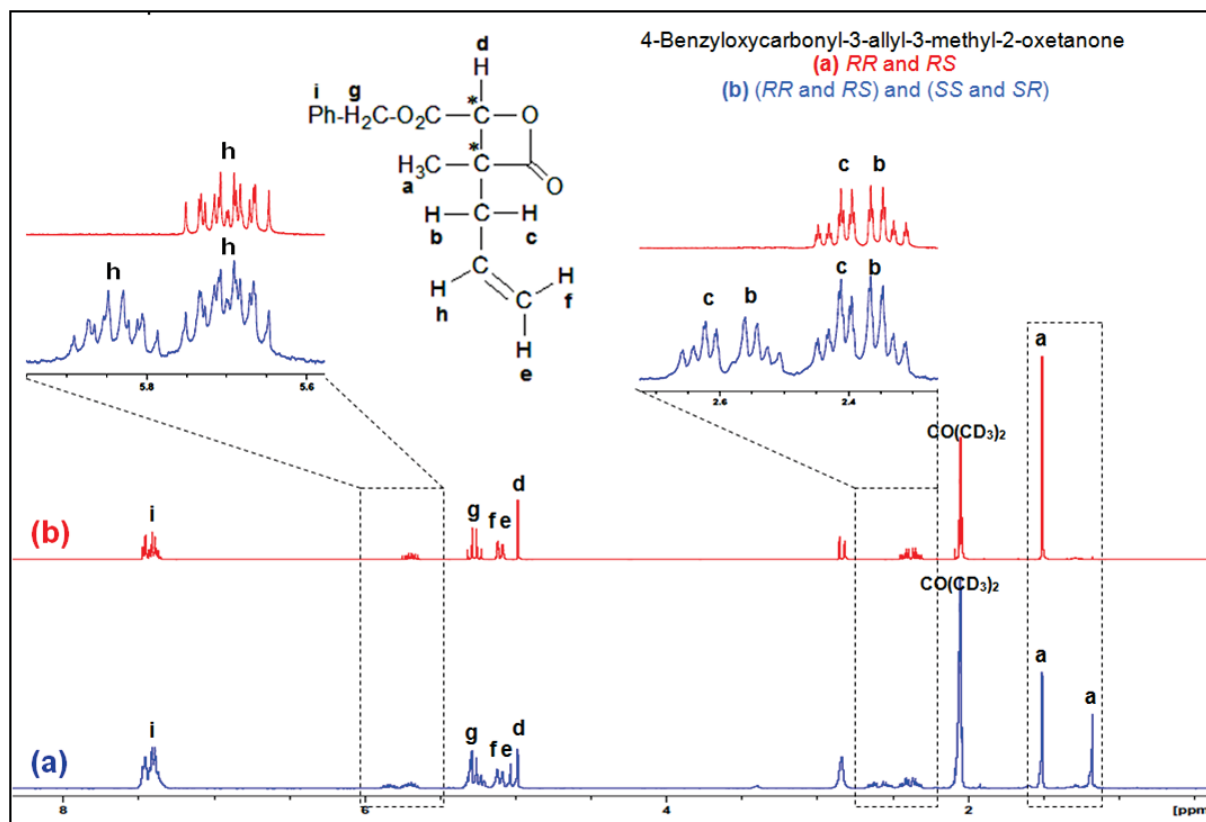 4-Benzyloxycarbonyl-3-allyl-3-methyl-2-oxetanone
(a) RR and RS
(b) (RR and RS) and (SS and SR)
d
H
i g
Ph-H₂C-O₂C
*
C
O
*
H₃C
C
C
O
a
H
C
H
b
c
C
H
H
C
f
h
H
e
h
h
h
5.8
5.6
c
b
c
b
c
b
2.6
2.4
a
CO(CD₃)₂
(b)
i
g
f
e
d
CO(CD₃)₂
a
a
(a)
i
g
f
e
d
8
6
4
2
[ppm]